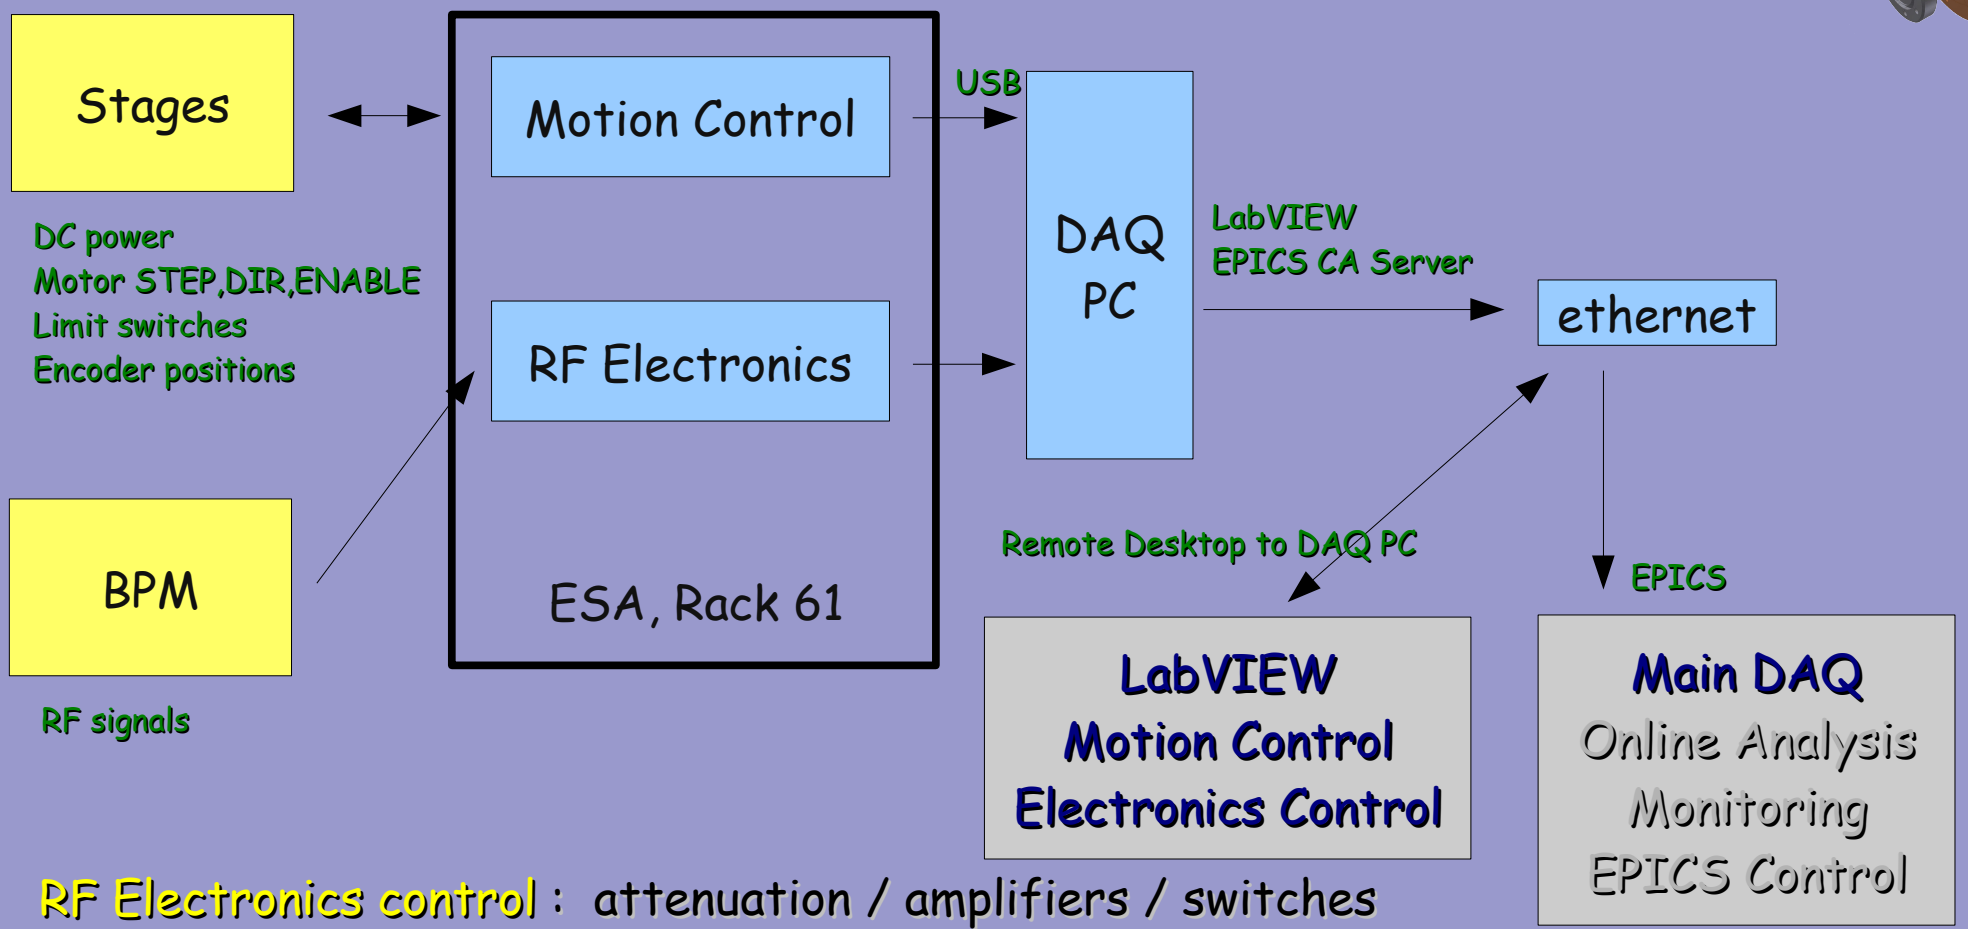 Stages
DC power
Motor STEP,DIR,ENABLE
Limit switches
Encoder positions
BPM
RF signals
Motion Control
RF Electronics
ESA, Rack 61
USB
DAQ
PC
LabVIEW
EPICS CA Server
ethernet
Remote Desktop to DAQ PC
EPICS
LabVIEW
Motion Control
Electronics Control
Main DAQ
Online Analysis
Monitoring
EPICS Control
RF Electronics control : attenuation / amplifiers / switches